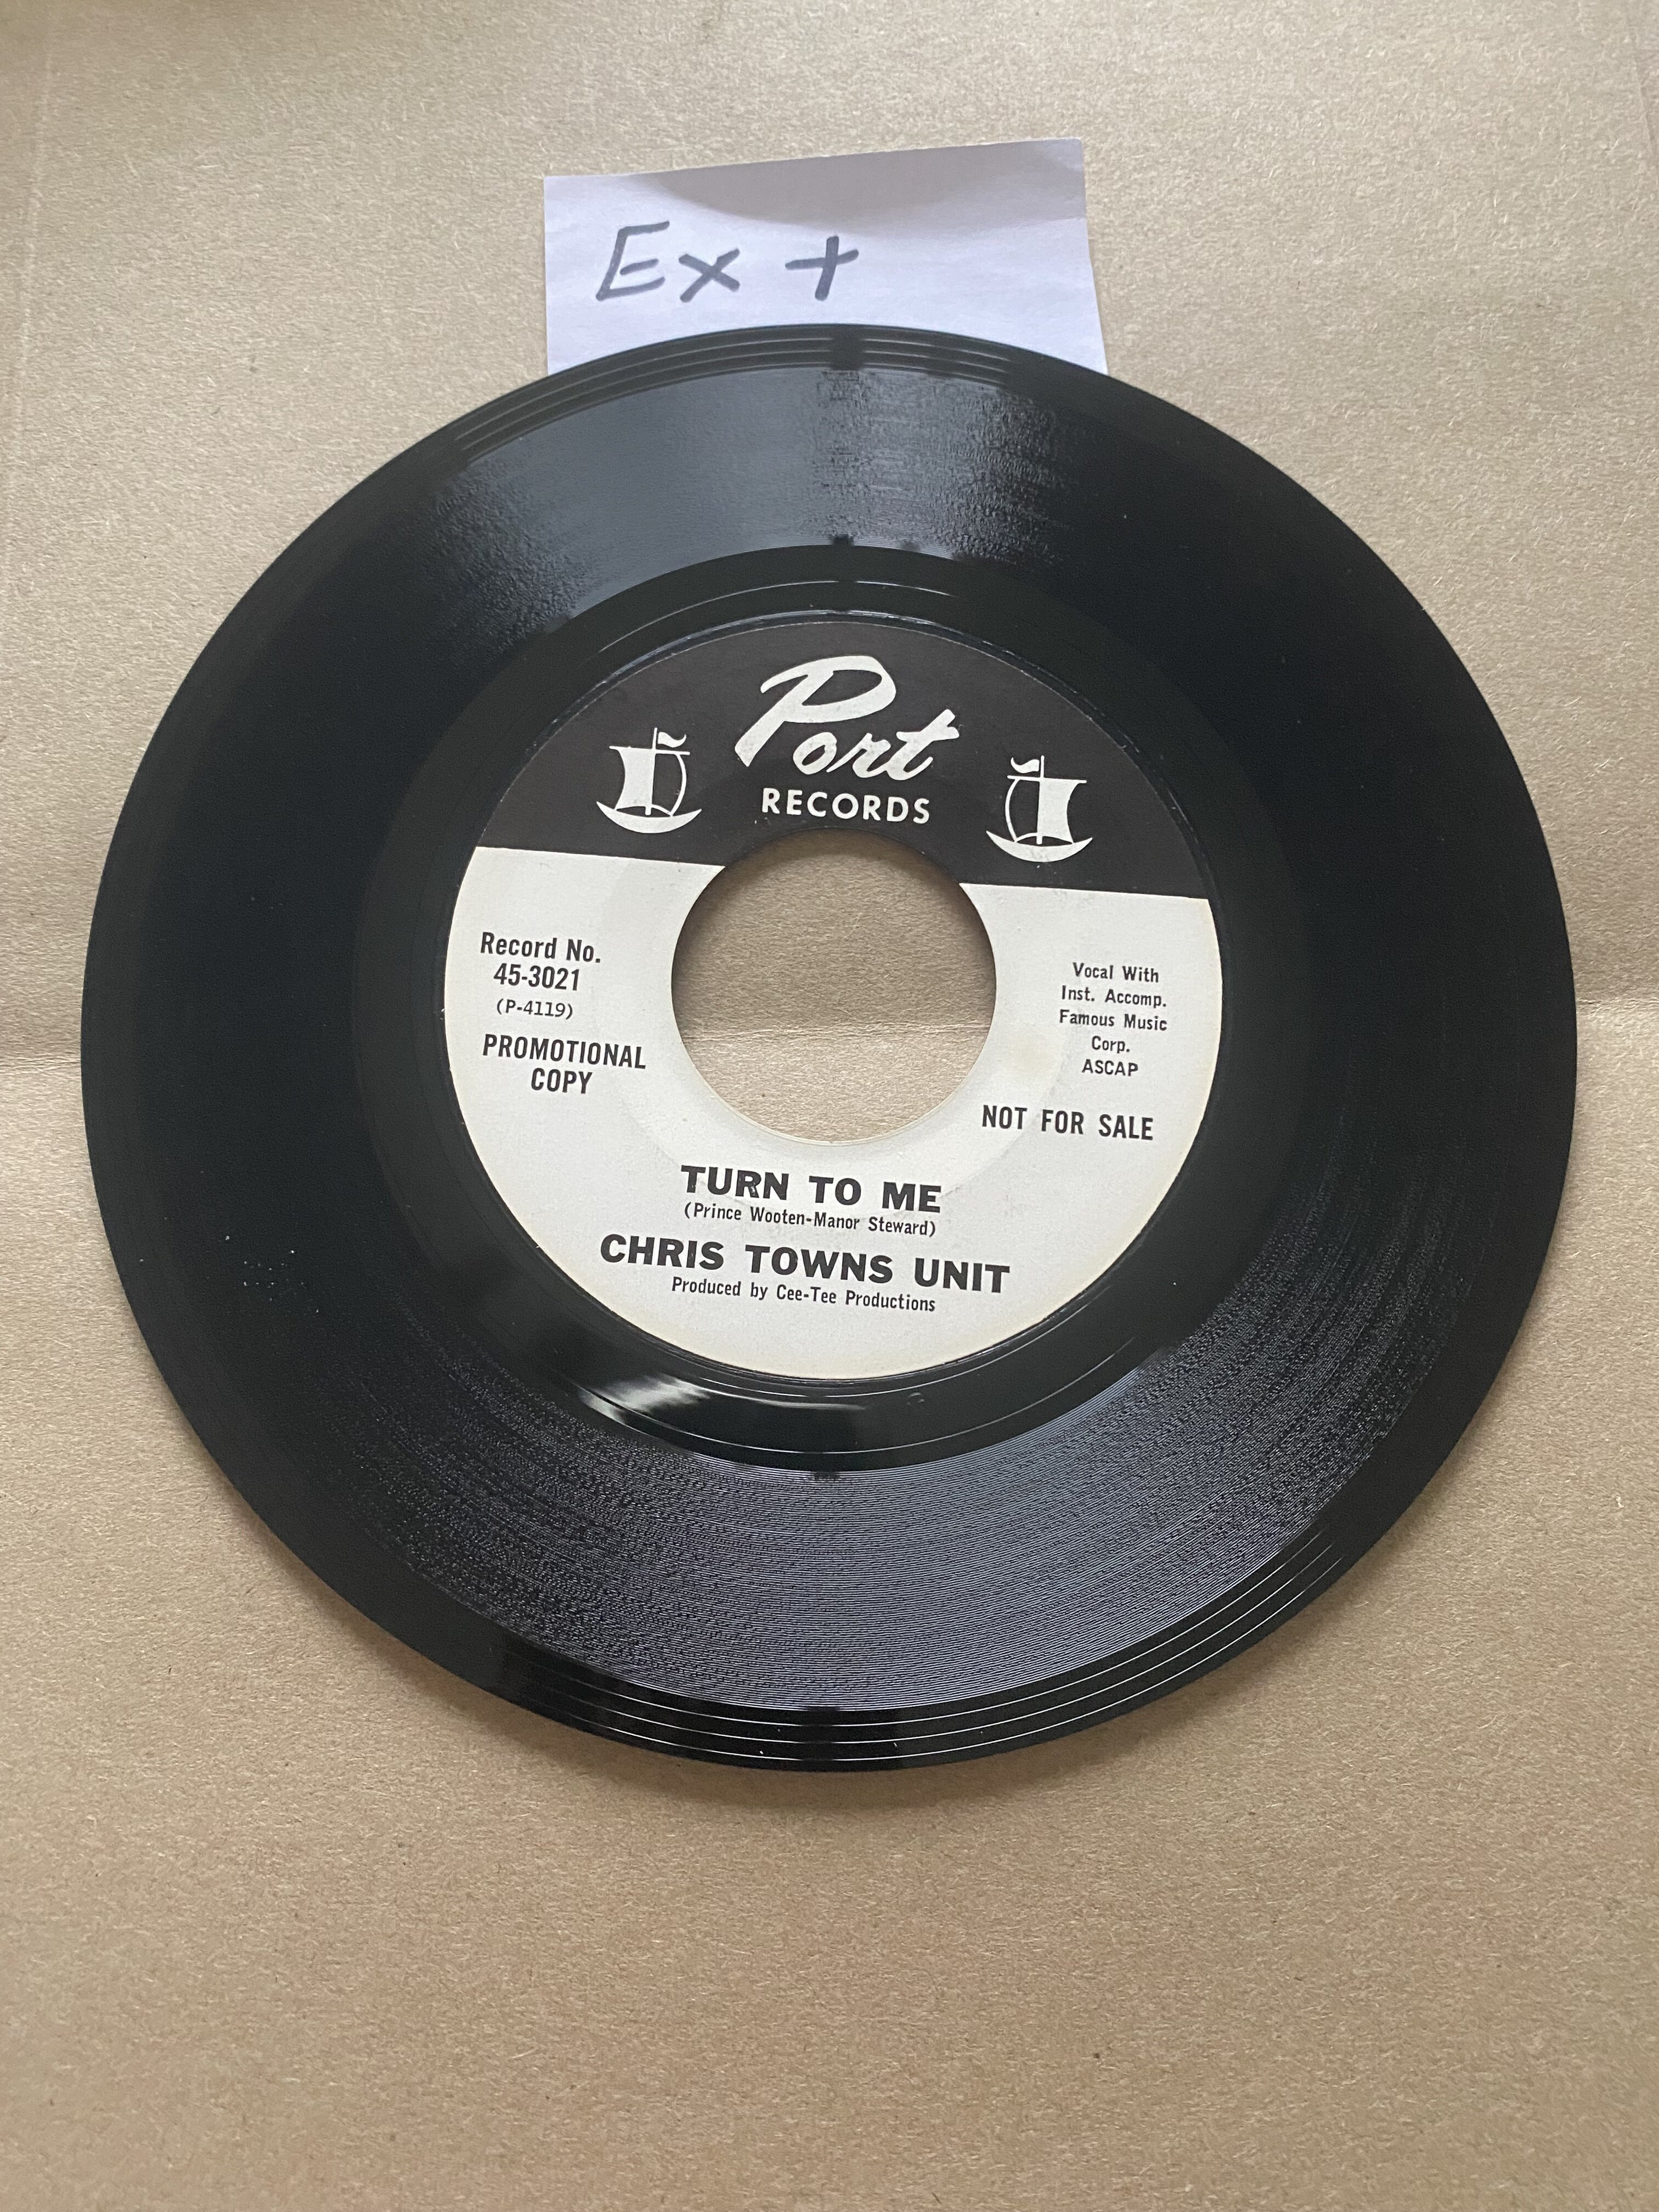 Ex +
Port
RECORDS
Record No.
45-3021
(P-4119)
PROMOTIONAL
COPY
Vocal With
Inst. Accomp.
Famous Music
Corp.
ASCAP
NOT FOR SALE
TURN TO ME
(Prince Wooten-Manor Steward)
CHRIS TOWNS UNIT
Produced by Cee-Tee Productions